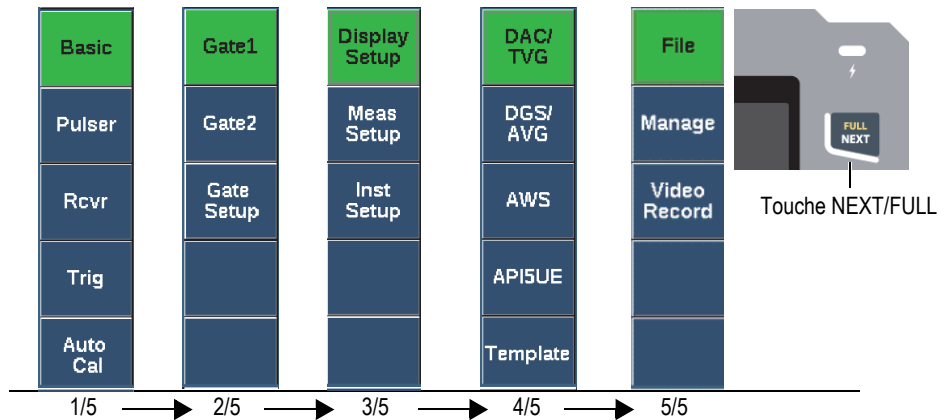 Basic
Pulser
Rcvr
Trig
Auto
Cal
Gate1
Gate2
Gate
Setup
Display
Setup
Meas
Setup
Inst
Setup
DAC/
TVG
DGS/
AVG
AWS
API5UE
Template
File
Manage
Video
Record
FULL
NEXT
Touche NEXT/FULL
1/5
2/5
3/5
4/5
5/5